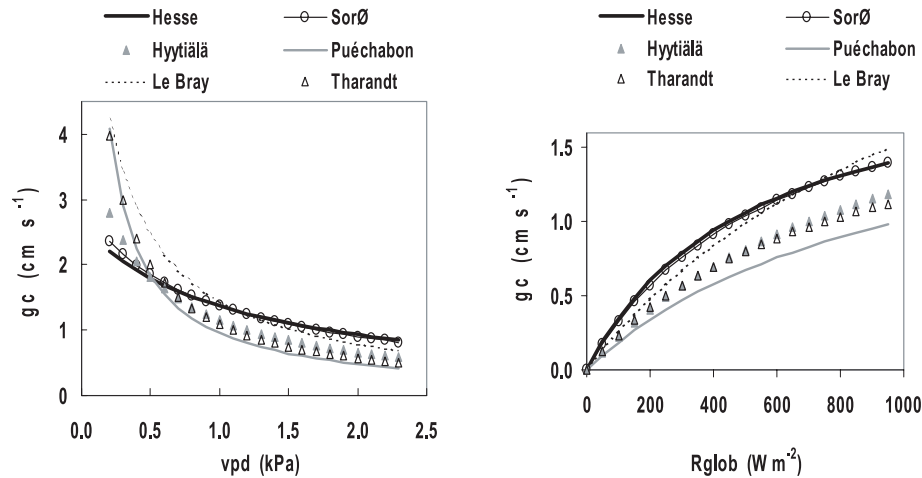 Hesse
SorØ
Hyytiälä
Puéchabon
Le Bray
Tharandt
gc (cm s⁻¹)
4
3
2
1
0
0.0 0.5 1.0 1.5 2.0 2.5
vpd (kPa)
Hesse
SorØ
Hyytiälä
Puéchabon
Tharandt
Le Bray
gc (cm s⁻¹)
1.5
1.0
0.5
0.0
0 200 400 600 800 1000
Rglob (W m⁻²)